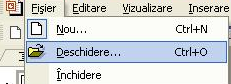 Fișier Editare Vizualizare Inserare
Nou... Ctrl+N
Deschidere... Ctrl+O
Închidere